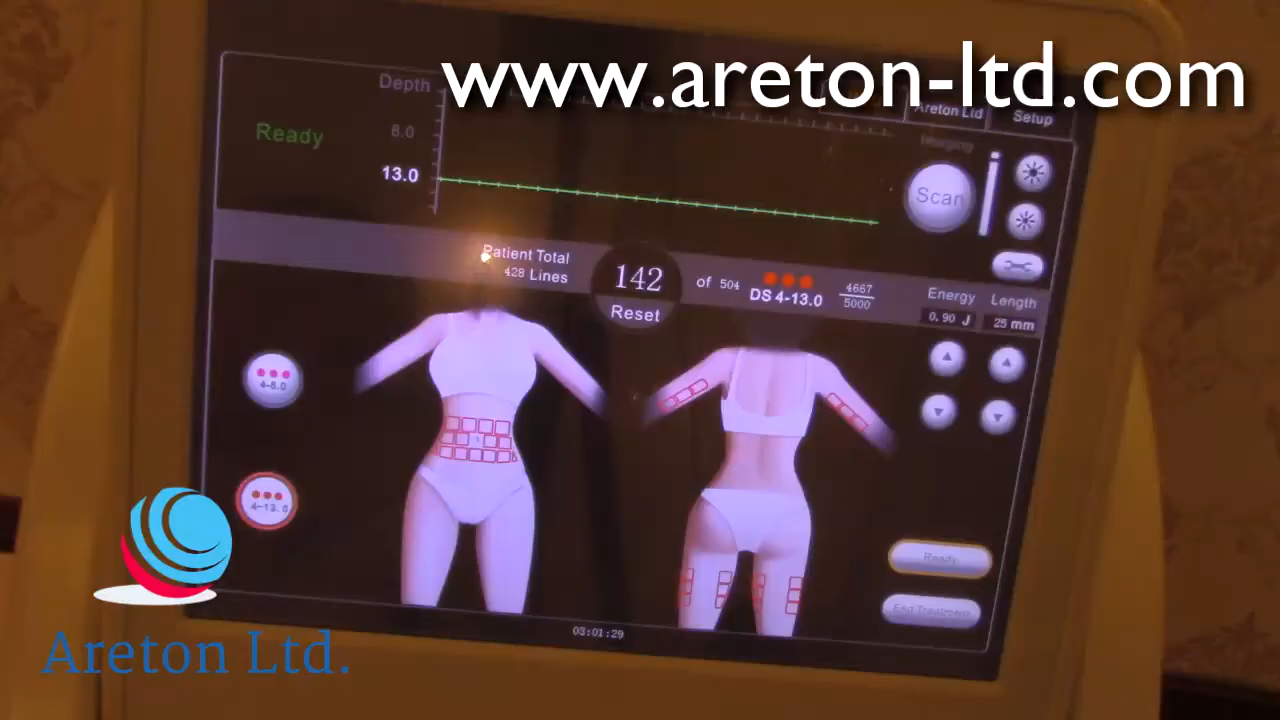 www.areton-ltd.com
Depth
Areton Ltd
Setup
Ready
8.0
Imaging
13.0
Scan
Patient Total
428 Lines
142
of 504
Reset
DS 4-13.0
4667
5000
Energy
Length
0.90 J
25 mm
4-8.0
4-13.0
Ready
End Treatment
03:01:29
Areton Ltd.